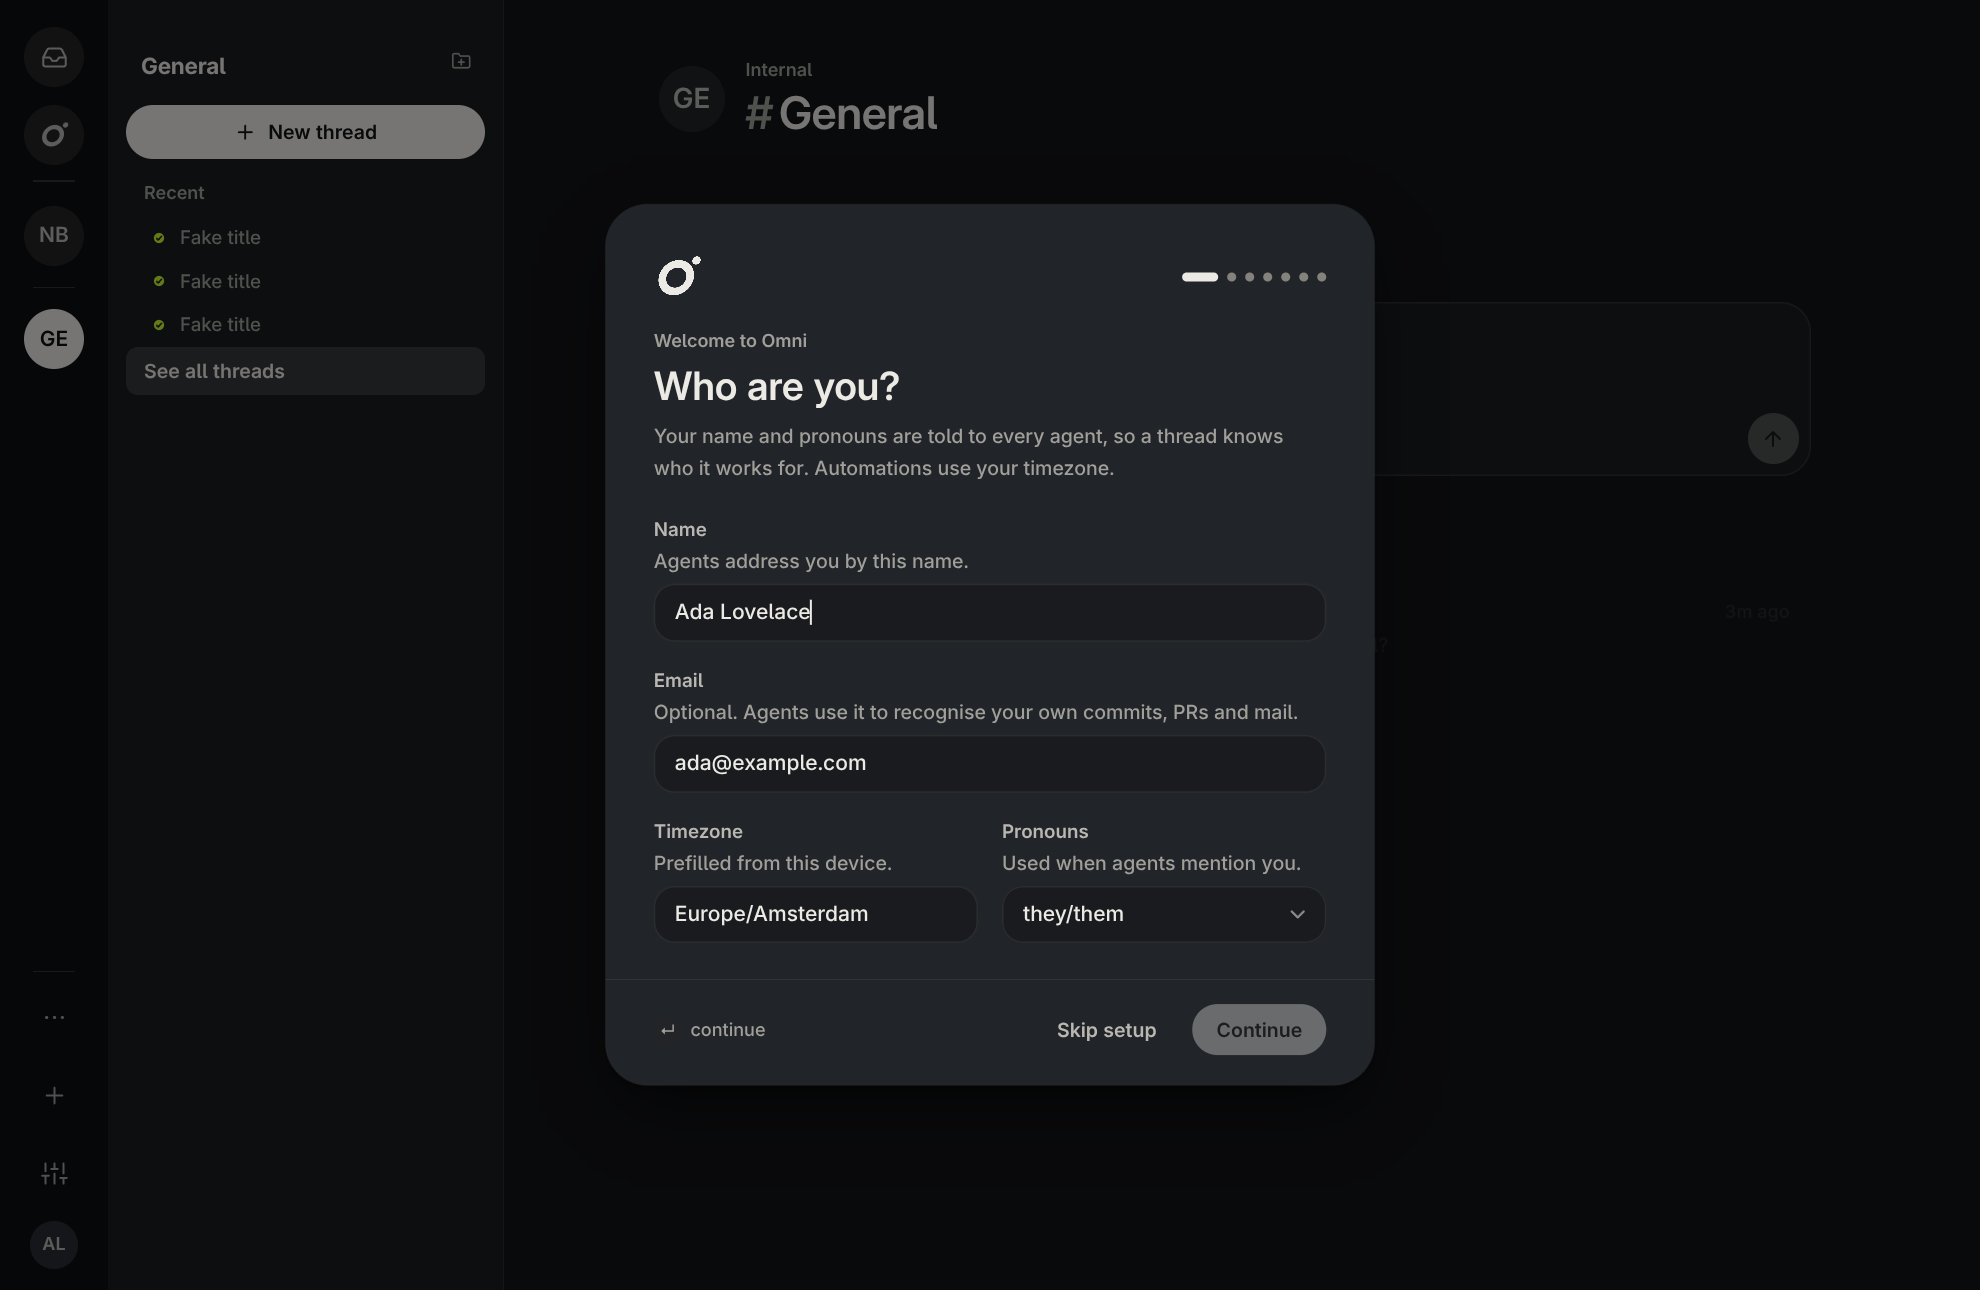 General
New thread
Recent
NB
Fake title
Fake title
Fake title
GE
See all threads
AL
GE
Internal
#General
3m ago
?
Welcome to Omni
Who are you?
Your name and pronouns are told to every agent, so a thread knows
who it works for. Automations use your timezone.
Name
Agents address you by this name.
Ada Lovelace
Email
Optional. Agents use it to recognise your own commits, PRs and mail.
ada@example.com
Timezone
Prefilled from this device.
Europe/Amsterdam
Pronouns
Used when agents mention you.
they/them
continue
Skip setup
Continue